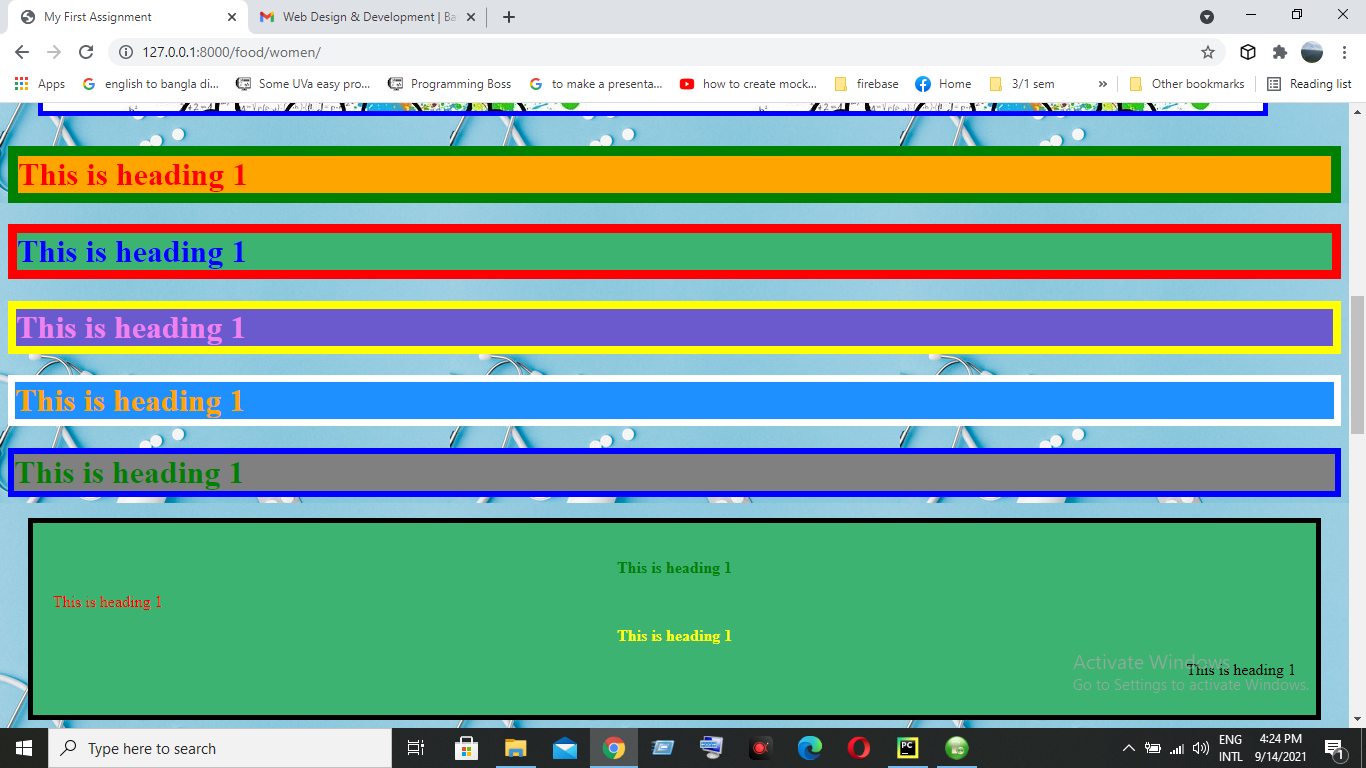 My First Assignment
Web Design & Development | Ba
127.0.0.1:8000/food/women/
Apps
english to bangla di...
Some UVa easy pro...
Programming Boss
to make a presenta...
how to create mock...
firebase
Home
3/1 sem
»
Other bookmarks
Reading list
This is heading 1
This is heading 1
This is heading 1
This is heading 1
This is heading 1
This is heading 1
This is heading 1
This is heading 1
This is heading 1
Activate Windows
Go to Settings to activate Windows.
Type here to search
PC
ENG
INTL
4:24 PM
9/14/2021
1